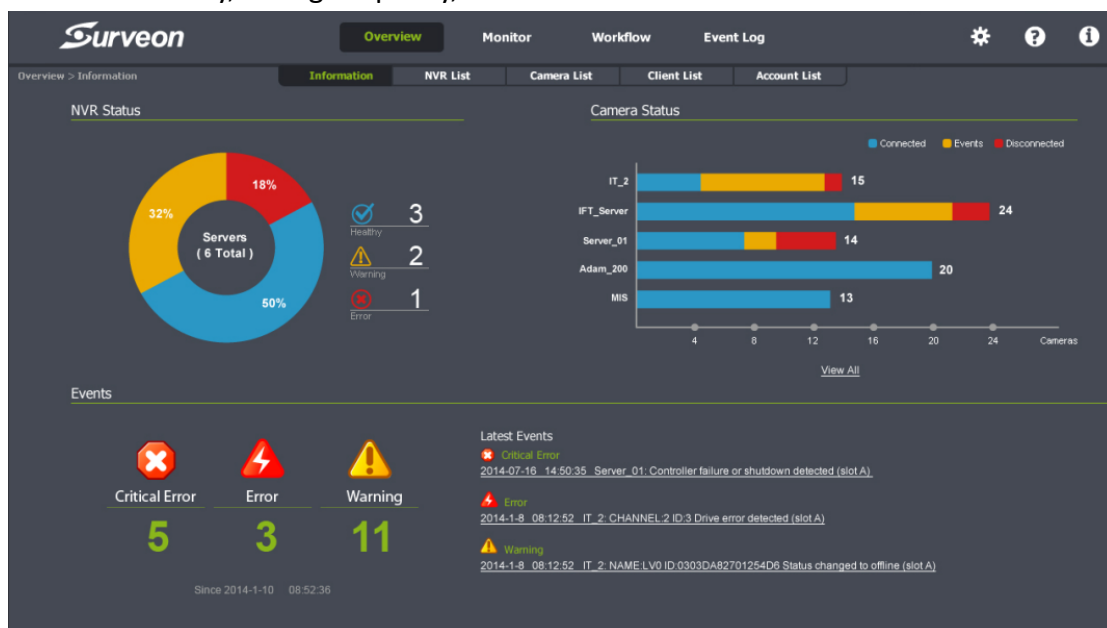 Surveon
Overview Monitor Workflow Event Log
Overview > Information
Information NVR List Camera List Client List Account List
NVR Status
18%
32%
50%
Servers
( 6 Total )
3
Healthy
2
Warning
1
Error
Camera Status
Connected Events Disconnected
IT_2 15
IFT_Server 24
Server_01 14
Adam_200 20
MIS 13
4 8 12 16 20 24 Cameras
View All
Events
Critical Error Error Warning
5 3 11
Since 2014-1-10 08:52:36
Latest Events
Critical Error
2014-07-16 14:50:35 Server_01: Controller failure or shutdown detected (slot A)
Error
2014-1-8 08:12:52 IT_2: CHANNEL:2 ID:3 Drive error detected (slot A)
Warning
2014-1-8 08:12:52 IT_2: NAME:LV0 ID:0303DA82701254D6 Status changed to offline (slot A)